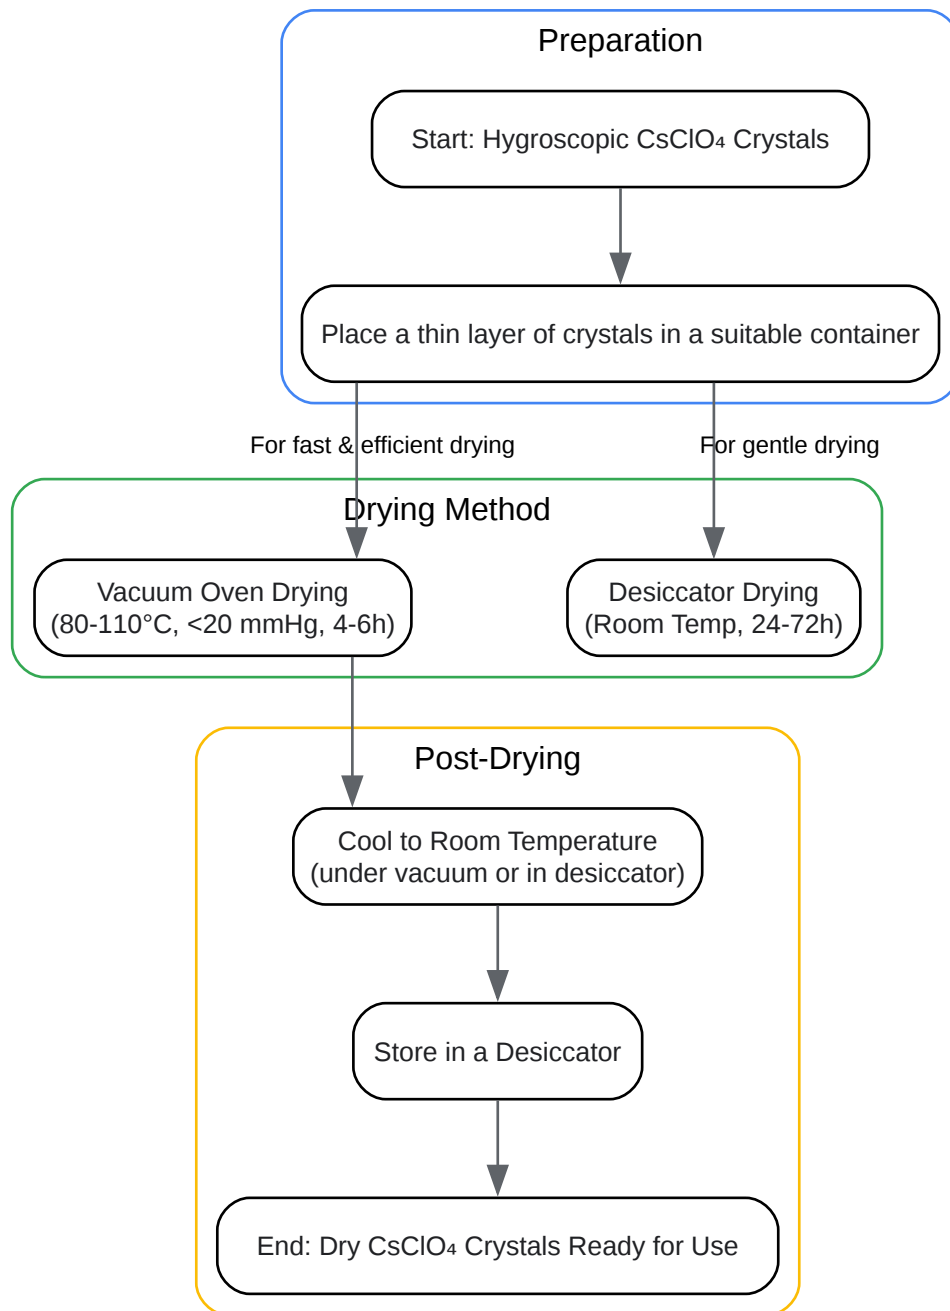 Preparation
Start: Hygroscopic CsClO₄ Crystals
Place a thin layer of crystals in a suitable container
For fast & efficient drying
For gentle drying
Drying Method
Vacuum Oven Drying
(80-110°C, <20 mmHg, 4-6h)
Desiccator Drying
(Room Temp, 24-72h)
Post-Drying
Cool to Room Temperature
(under vacuum or in desiccator)
Store in a Desiccator
End: Dry CsClO₄ Crystals Ready for Use